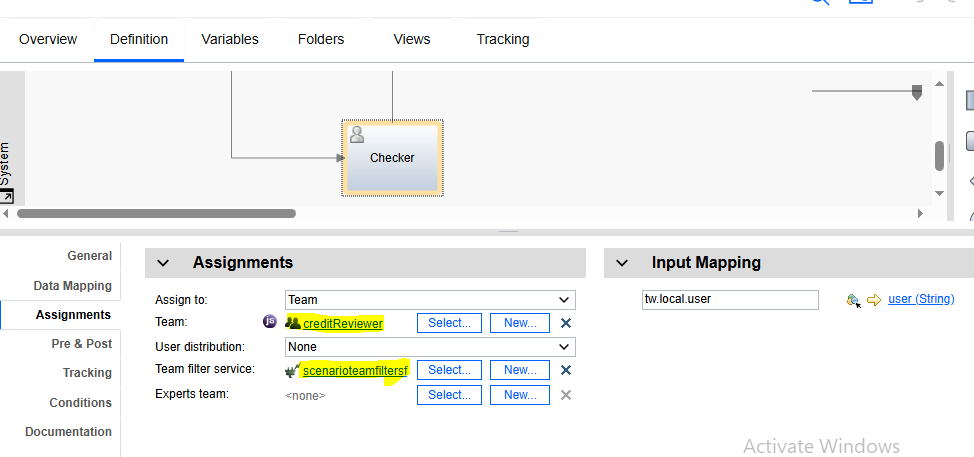 Overview Definition Variables Folders Views Tracking
System
Checker
General
Data Mapping
Assignments
Pre & Post
Tracking
Conditions
Documentation
Assignments
Assign to: Team
Team: js creditReviewer Select... New...
User distribution: None
Team filter service: scenarioteamfiltersf Select... New...
Experts team: <none> Select... New...
Input Mapping
tw.local.user user (String)
Activate Windows